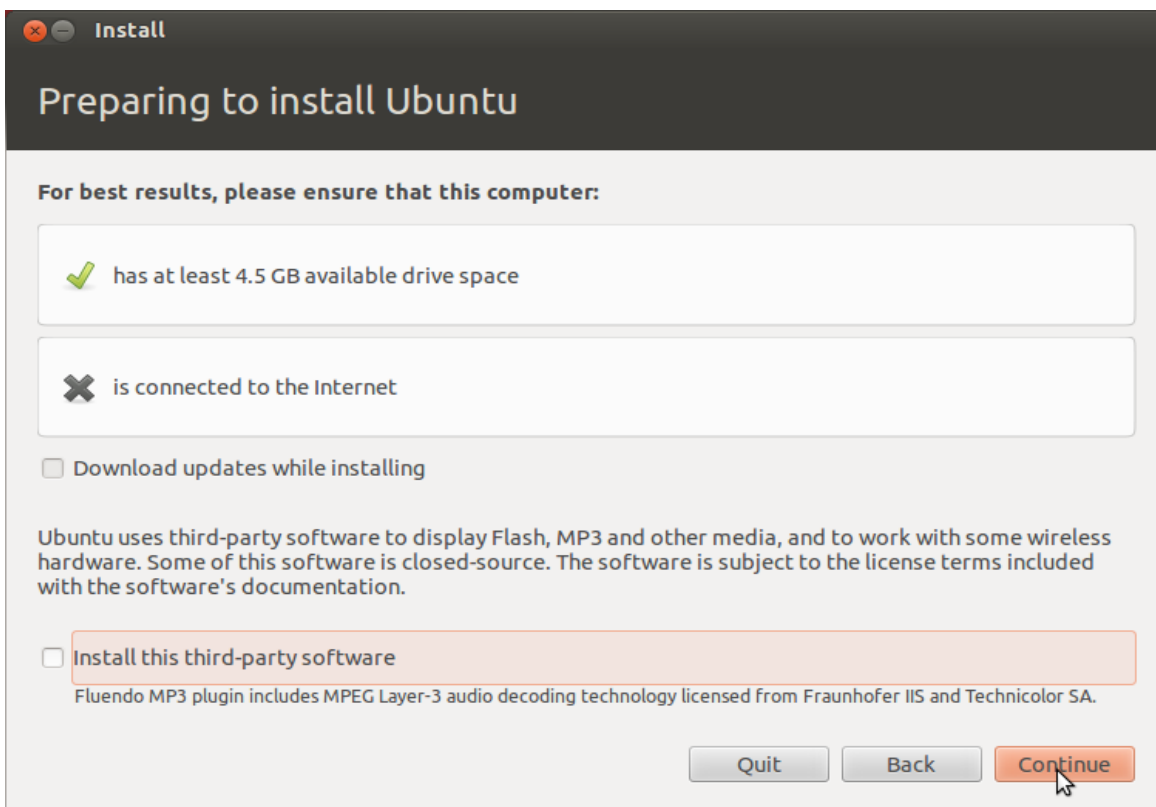 Install
Preparing to install Ubuntu
For best results, please ensure that this computer:
has at least 4.5 GB available drive space
is connected to the Internet
Download updates while installing
Ubuntu uses third-party software to display Flash, MP3 and other media, and to work with some wireless
hardware. Some of this software is closed-source. The software is subject to the license terms included
with the software's documentation.
Install this third-party software
Fluendo MP3 plugin includes MPEG Layer-3 audio decoding technology licensed from Fraunhofer IIS and Technicolor SA.
Quit Back Continue